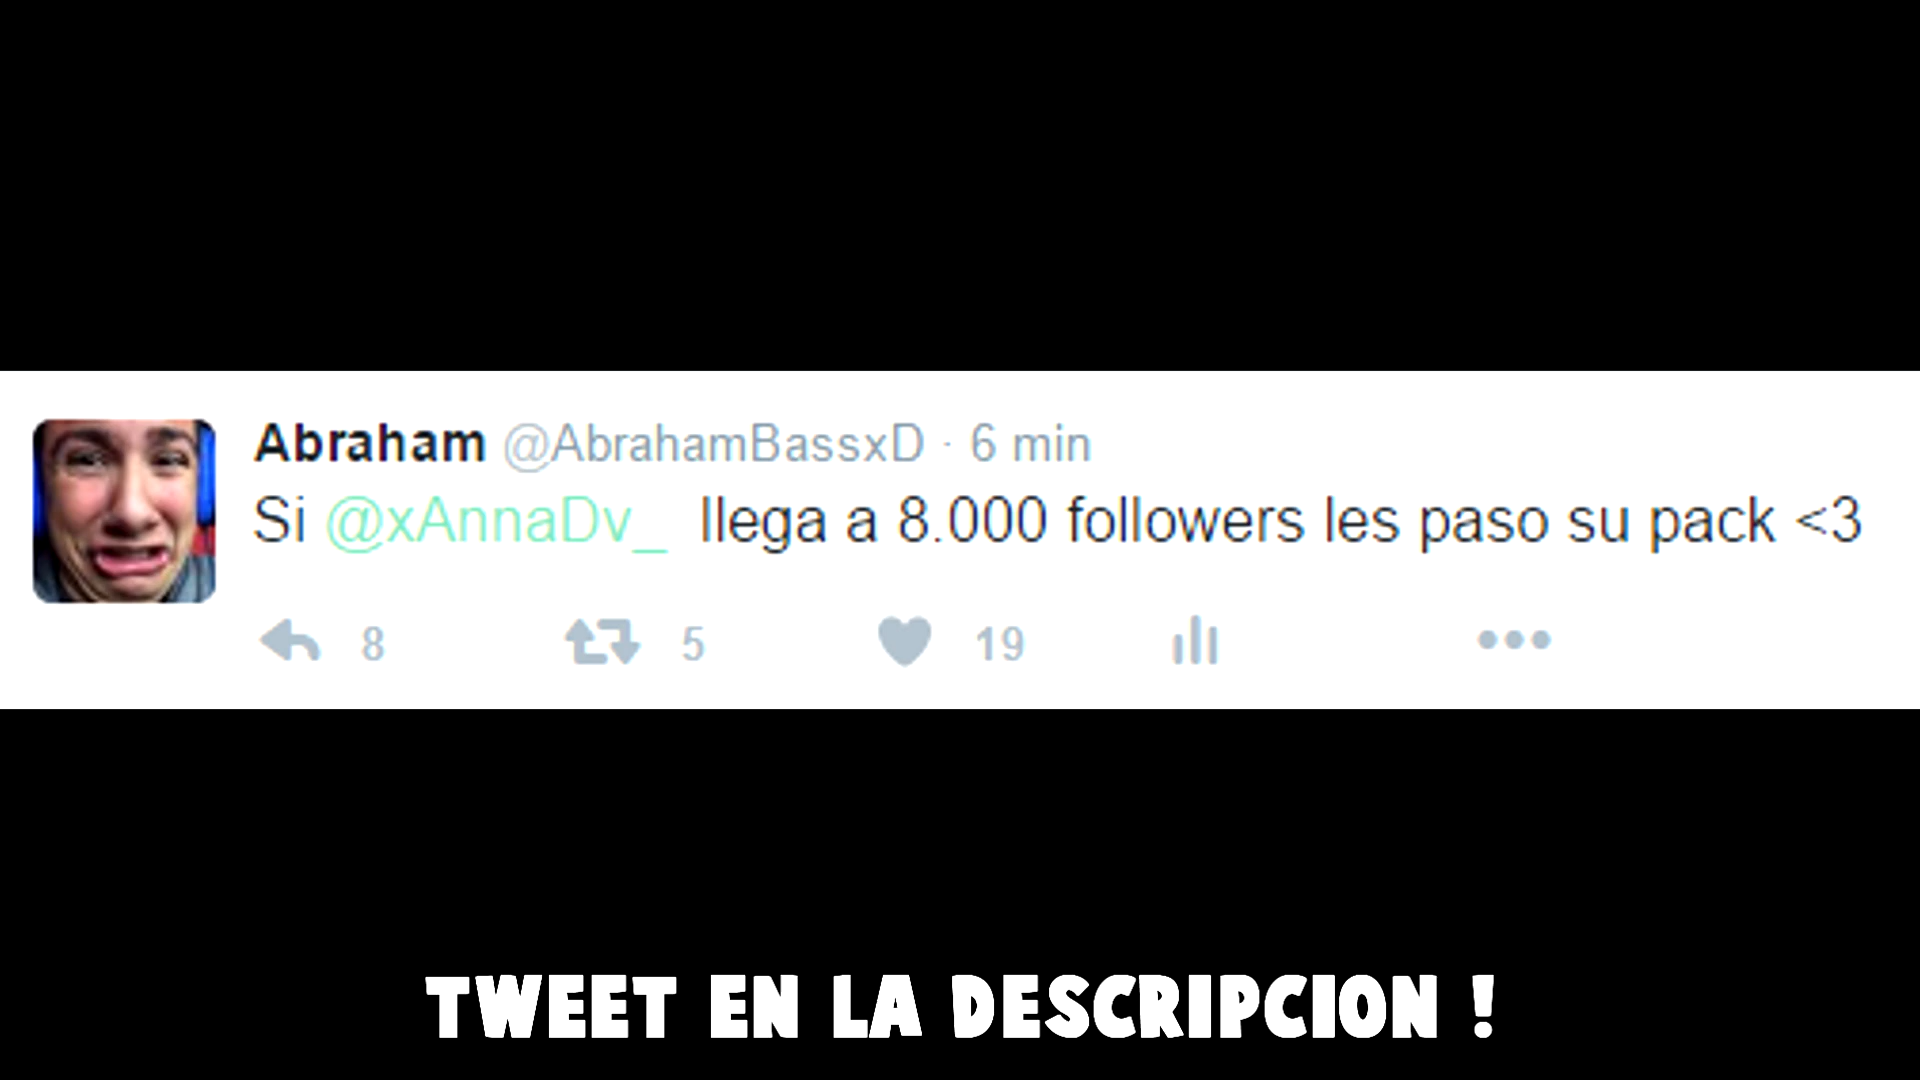 Abraham @AbrahamBassxD · 6 min
Si @xAnnaDv_ llega a 8.000 followers les paso su pack <3
8 5 19
TWEET EN LA DESCRIPCION !